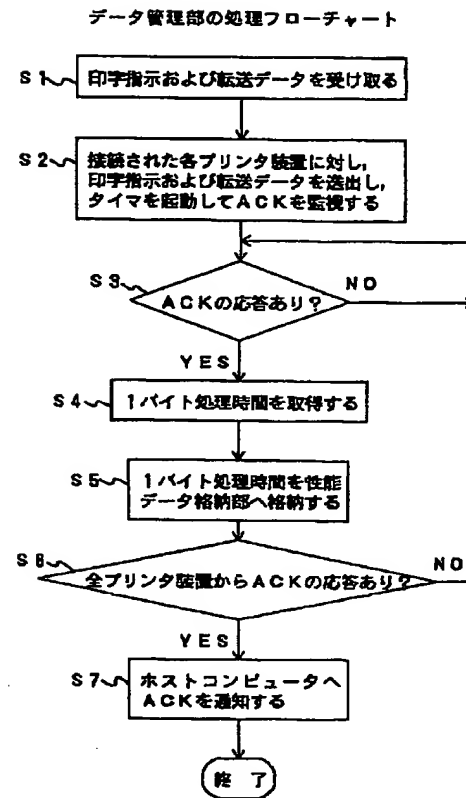 データ管理部の処理フローチャート
S1 印字指示および転送データを受け取る
S2 接続された各プリンタ装置に対し,
印字指示および転送データを送出し,
タイマを起動してACKを監視する
S3 ACKの応答あり? NO
YES
S4 1バイト処理時間を取得する
S5 1バイト処理時間を性能
データ格納部へ格納する
S6 全プリンタ装置からACKの応答あり? NO
YES
S7 ホストコンピュータへ
ACKを通知する
終了